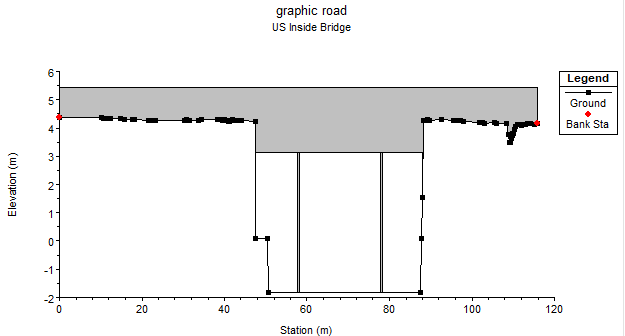 graphic road
US Inside Bridge
Legend
Ground
Bank Sta
6
5
4
3
2
1
0
-1
-2
Elevation (m)
0 20 40 60 80 100 120
Station (m)